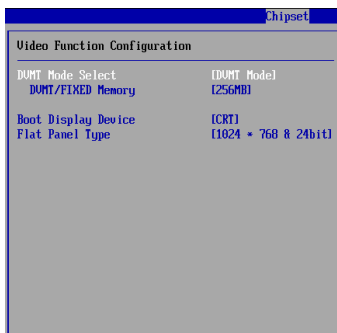 Chipset
Video Function Configuration
DVMT Mode Select [DVMT Mode]
DVMT/FIXED Memory [256MB]
Boot Display Device [CRT]
Flat Panel Type [1024 * 768 & 24bit]